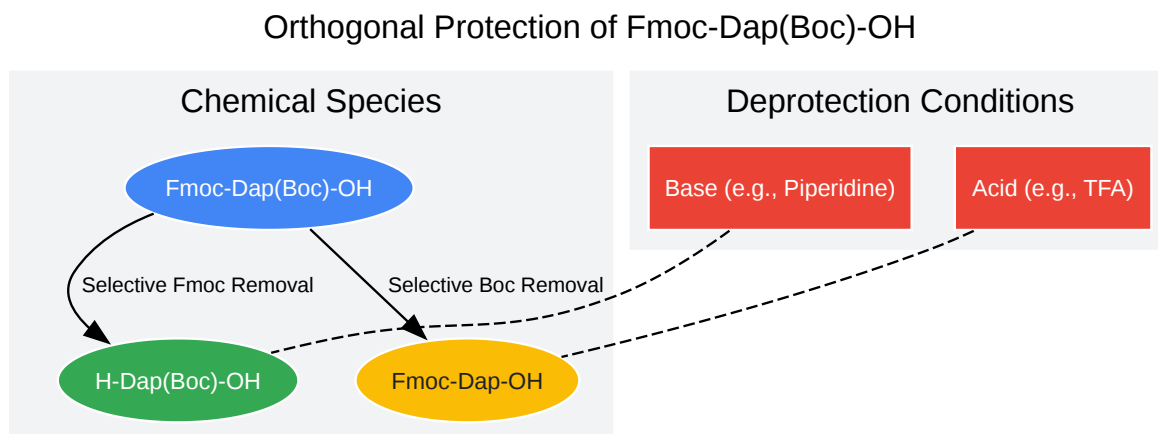 Orthogonal Protection of Fmoc-Dap(Boc)-OH
Chemical Species
Deprotection Conditions
Fmoc-Dap(Boc)-OH
Base (e.g., Piperidine)
Acid (e.g., TFA)
Selective Fmoc Removal
Selective Boc Removal
H-Dap(Boc)-OH
Fmoc-Dap-OH